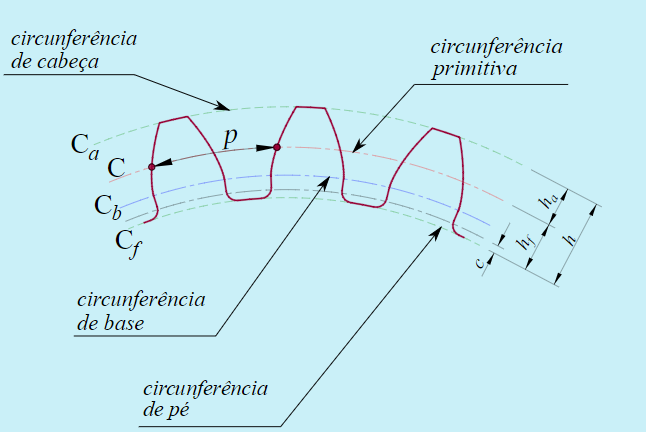 circunferência
de cabeça
circunferência
primitiva
p
Ca
C
Cb
Cf
ha
hf
h
c
circunferência
de base
circunferência
de pé